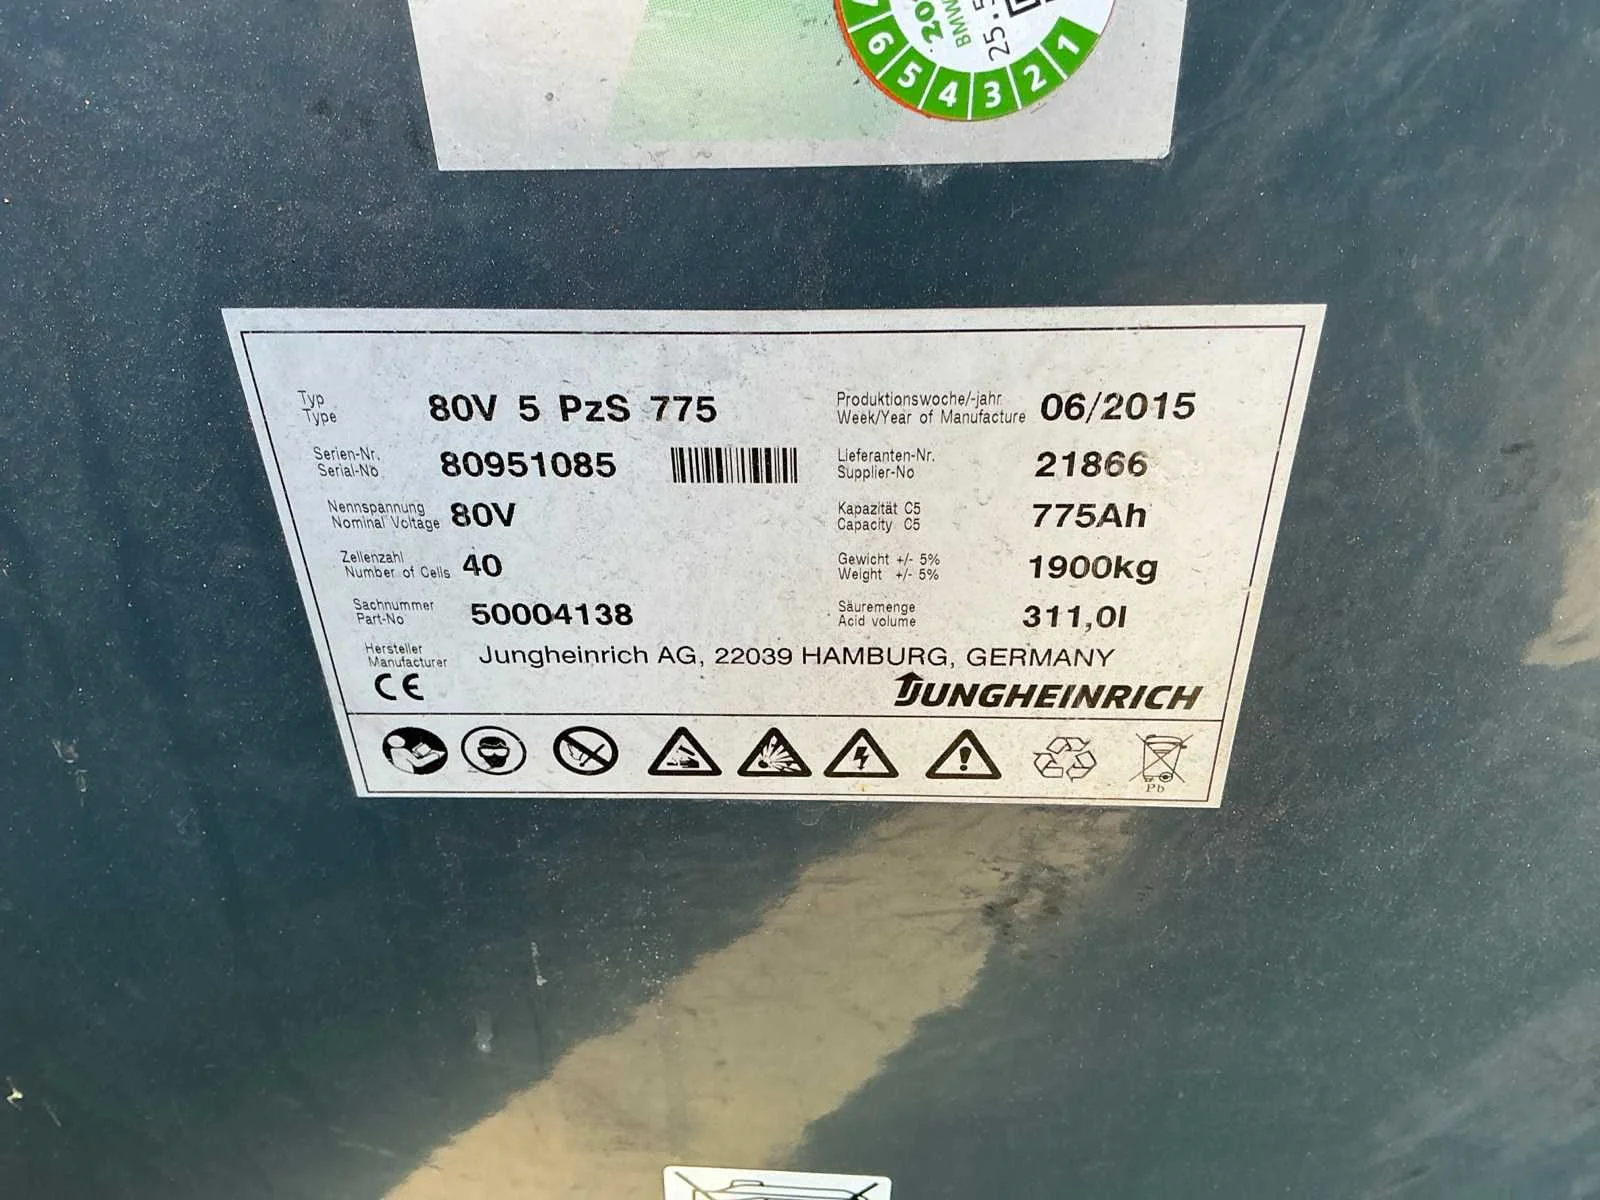 6 5 4 3 2 1
BMW
25.5
Typ
Type
80V 5 PzS 775
Produktionswoche/-jahr
Week/Year of Manufacture
06/2015
Serien-Nr.
Serial-No
80951085
Lieferanten-Nr.
Supplier-No
21866
Nennspannung
Nominal Voltage
80V
Kapazität C5
Capacity C5
775Ah
Zellenzahl
Number of Cells
40
Gewicht +/- 5%
Weight +/- 5%
1900kg
Sachnummer
Part-No
50004138
Säuremenge
Acid volume
311,0l
Hersteller
Manufacturer
Jungheinrich AG, 22039 HAMBURG, GERMANY
CE
JUNGHEINRICH
Pb